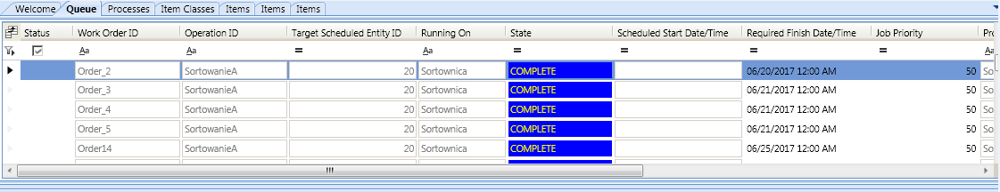 Welcome Queue Processes Item Classes Items Items Items
Status Work Order ID Operation ID Target Scheduled Entity ID Running On State Scheduled Start Date/Time Required Finish Date/Time Job Priority Pro
Aa Aa = Aa = = = = Aa
Order_2 SortowanieA 20 Sortownica COMPLETE 06/20/2017 12:00 AM 50 So
Order_3 SortowanieA 20 Sortownica COMPLETE 06/21/2017 12:00 AM 50 So
Order_4 SortowanieA 20 Sortownica COMPLETE 06/21/2017 12:00 AM 50 So
Order_5 SortowanieA 20 Sortownica COMPLETE 06/21/2017 12:00 AM 50 So
Order14 SortowanieA 20 Sortownica COMPLETE 06/25/2017 12:00 AM 50 So